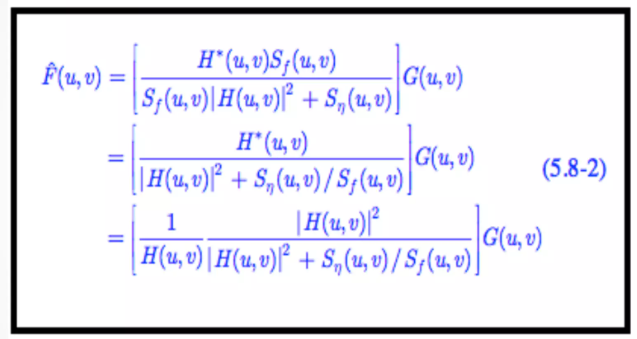 F̂(u,v) = [ H*(u,v)S_f(u,v) / S_f(u,v)|H(u,v)|² + S_η(u,v) ] G(u,v)
= [ H*(u,v) / |H(u,v)|² + S_η(u,v)/S_f(u,v) ] G(u,v) (5.8-2)
= [ 1 / H(u,v) |H(u,v)|² / |H(u,v)|² + S_η(u,v)/S_f(u,v) ] G(u,v)